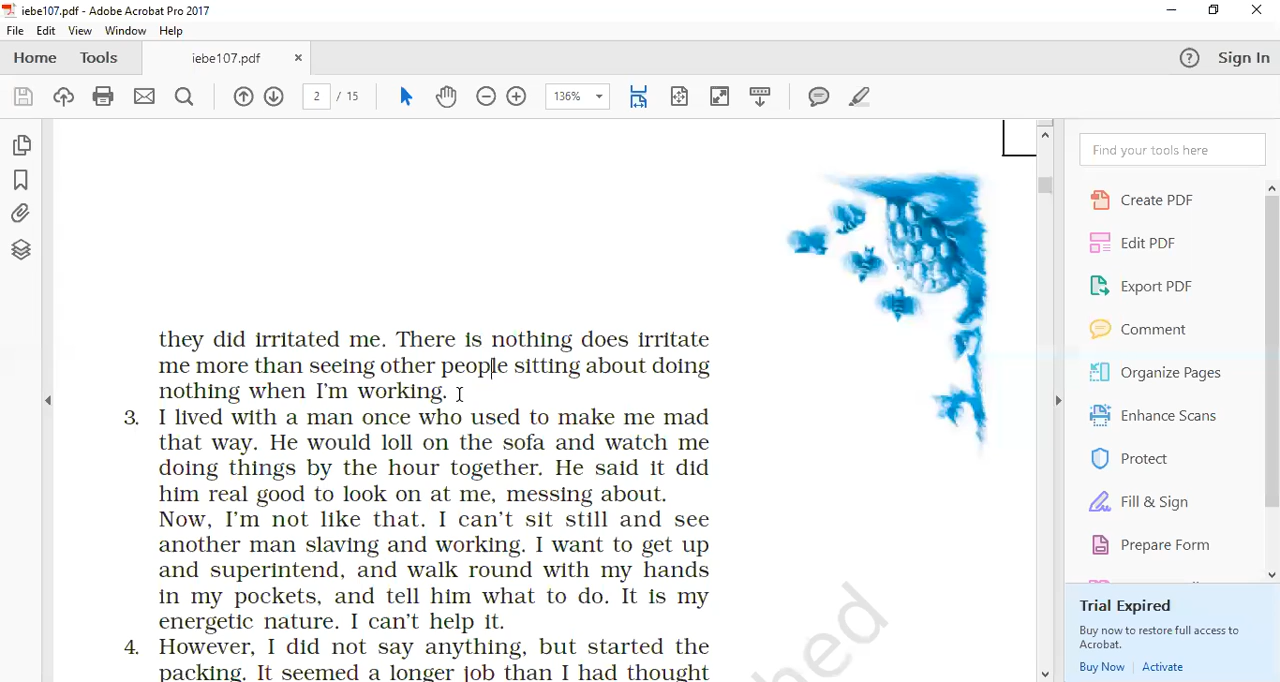 iebe107.pdf - Adobe Acrobat Pro 2017
File Edit View Window Help
Home Tools iebe107.pdf × ? Sign In
2 / 15 136%
Find your tools here
Create PDF
Edit PDF
Export PDF
Comment
Organize Pages
Enhance Scans
Protect
Fill & Sign
Prepare Form
Trial Expired
Buy now to restore full access to
Acrobat.
Buy Now Activate
they did irritated me. There is nothing does irritate
me more than seeing other people sitting about doing
nothing when I'm working.
3. I lived with a man once who used to make me mad
that way. He would loll on the sofa and watch me
doing things by the hour together. He said it did
him real good to look on at me, messing about.
Now, I'm not like that. I can't sit still and see
another man slaving and working. I want to get up
and superintend, and walk round with my hands
in my pockets, and tell him what to do. It is my
energetic nature. I can't help it.
4. However, I did not say anything, but started the
packing. It seemed a longer job than I had thought
hed